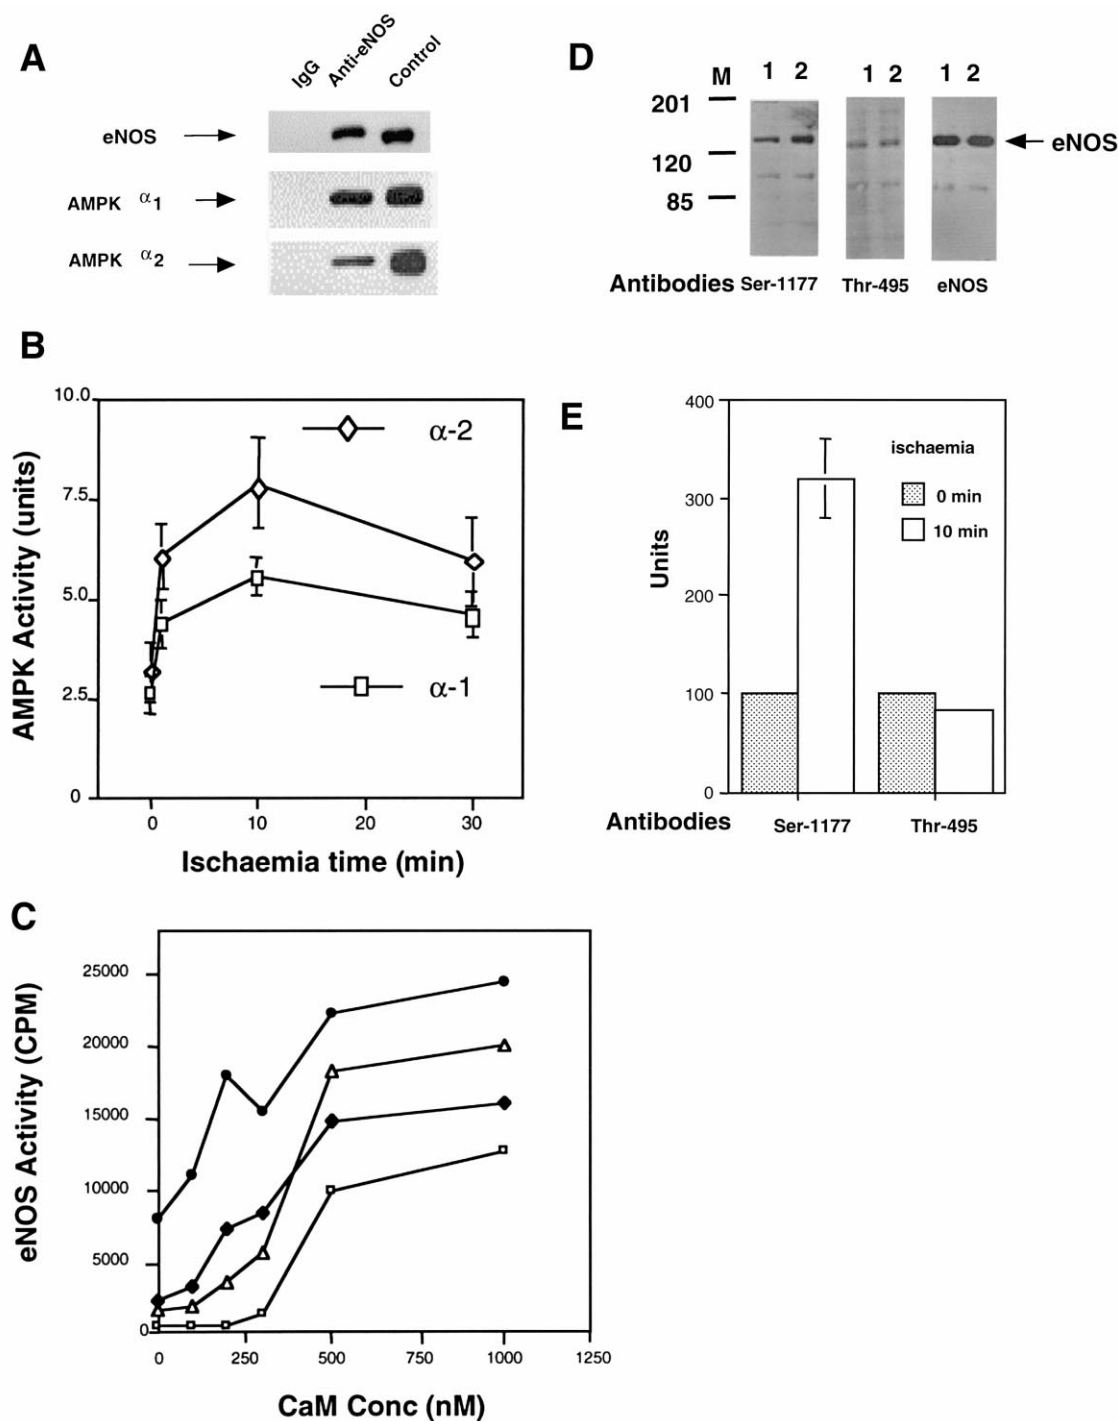 A
IgG
Anti-eNOS
Control
eNOS
AMPK α1
AMPK α2
B
10.0
7.5
5.0
2.5
0
AMPK Activity (units)
α-2
α-1
0 10 20 30
Ischaemia time (min)
C
25000
20000
15000
10000
5000
0
eNOS Activity (CPM)
0 250 500 750 1000 1250
CaM Conc (nM)
D
M 1 2 1 2 1 2
201
120
85
eNOS
Antibodies Ser-1177 Thr-495 eNOS
E
400
300
200
100
0
Units
ischaemia
0 min
10 min
Antibodies Ser-1177 Thr-495